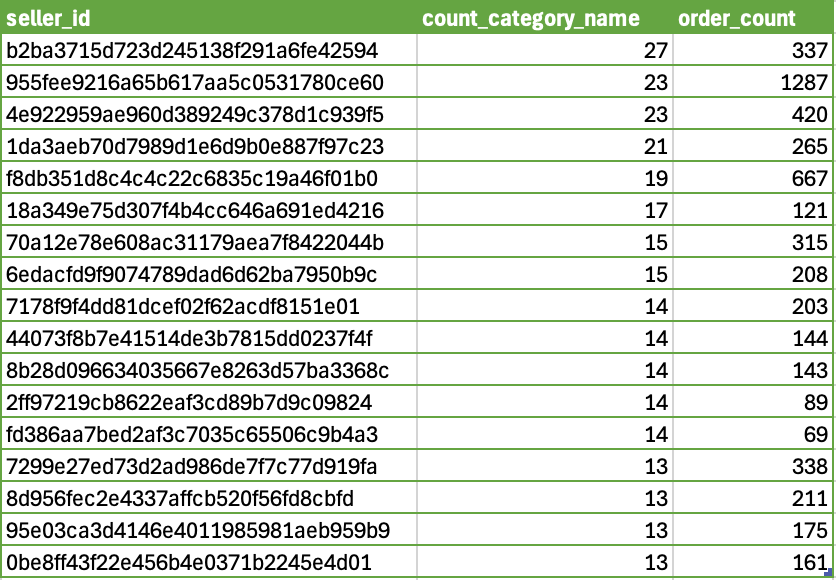 seller_id count_category_name order_count
b2ba3715d723d245138f291a6fe42594 27 337
955fee9216a65b617aa5c0531780ce60 23 1287
4e922959ae960d389249c378d1c939f5 23 420
1da3aeb70d7989d1e6d9b0e887f97c23 21 265
f8db351d8c4c4c22c6835c19a46f01b0 19 667
18a349e75d307f4b4cc646a691ed4216 17 121
70a12e78e608ac31179aea7f8422044b 15 315
6edacfd9f9074789dad6d62ba7950b9c 15 208
7178f9f4dd81dcef02f62acdf8151e01 14 203
44073f8b7e41514de3b7815dd0237f4f 14 144
8b28d096634035667e8263d57ba3368c 14 143
2ff97219cb8622eaf3cd89b7d9c09824 14 89
fd386aa7bed2af3c7035c65506c9b4a3 14 69
7299e27ed73d2ad986de7f7c77d919fa 13 338
8d956fec2e4337affcb520f56fd8cbfd 13 211
95e03ca3d4146e4011985981aeb959b9 13 175
0be8ff43f22e456b4e0371b2245e4d01 13 161